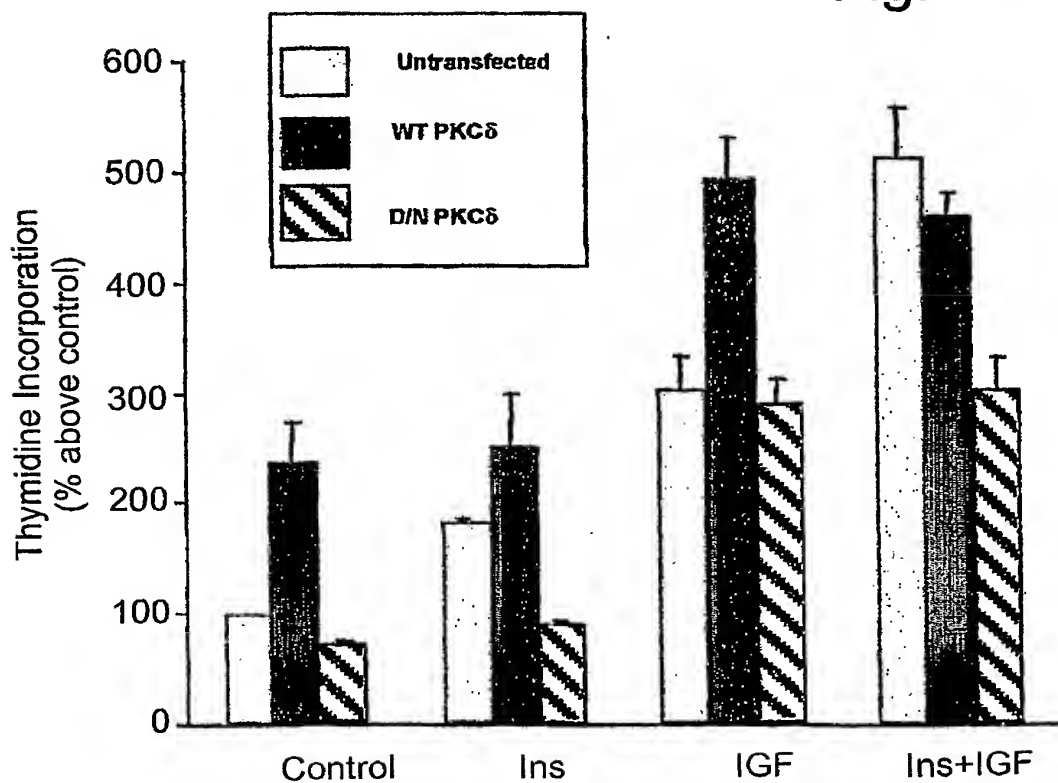 600
500
400
300
200
100
0
Thymidine Incorporation
(% above control)
Untransfected
WT PKCδ
D/N PKCδ
Control Ins IGF Ins+IGF